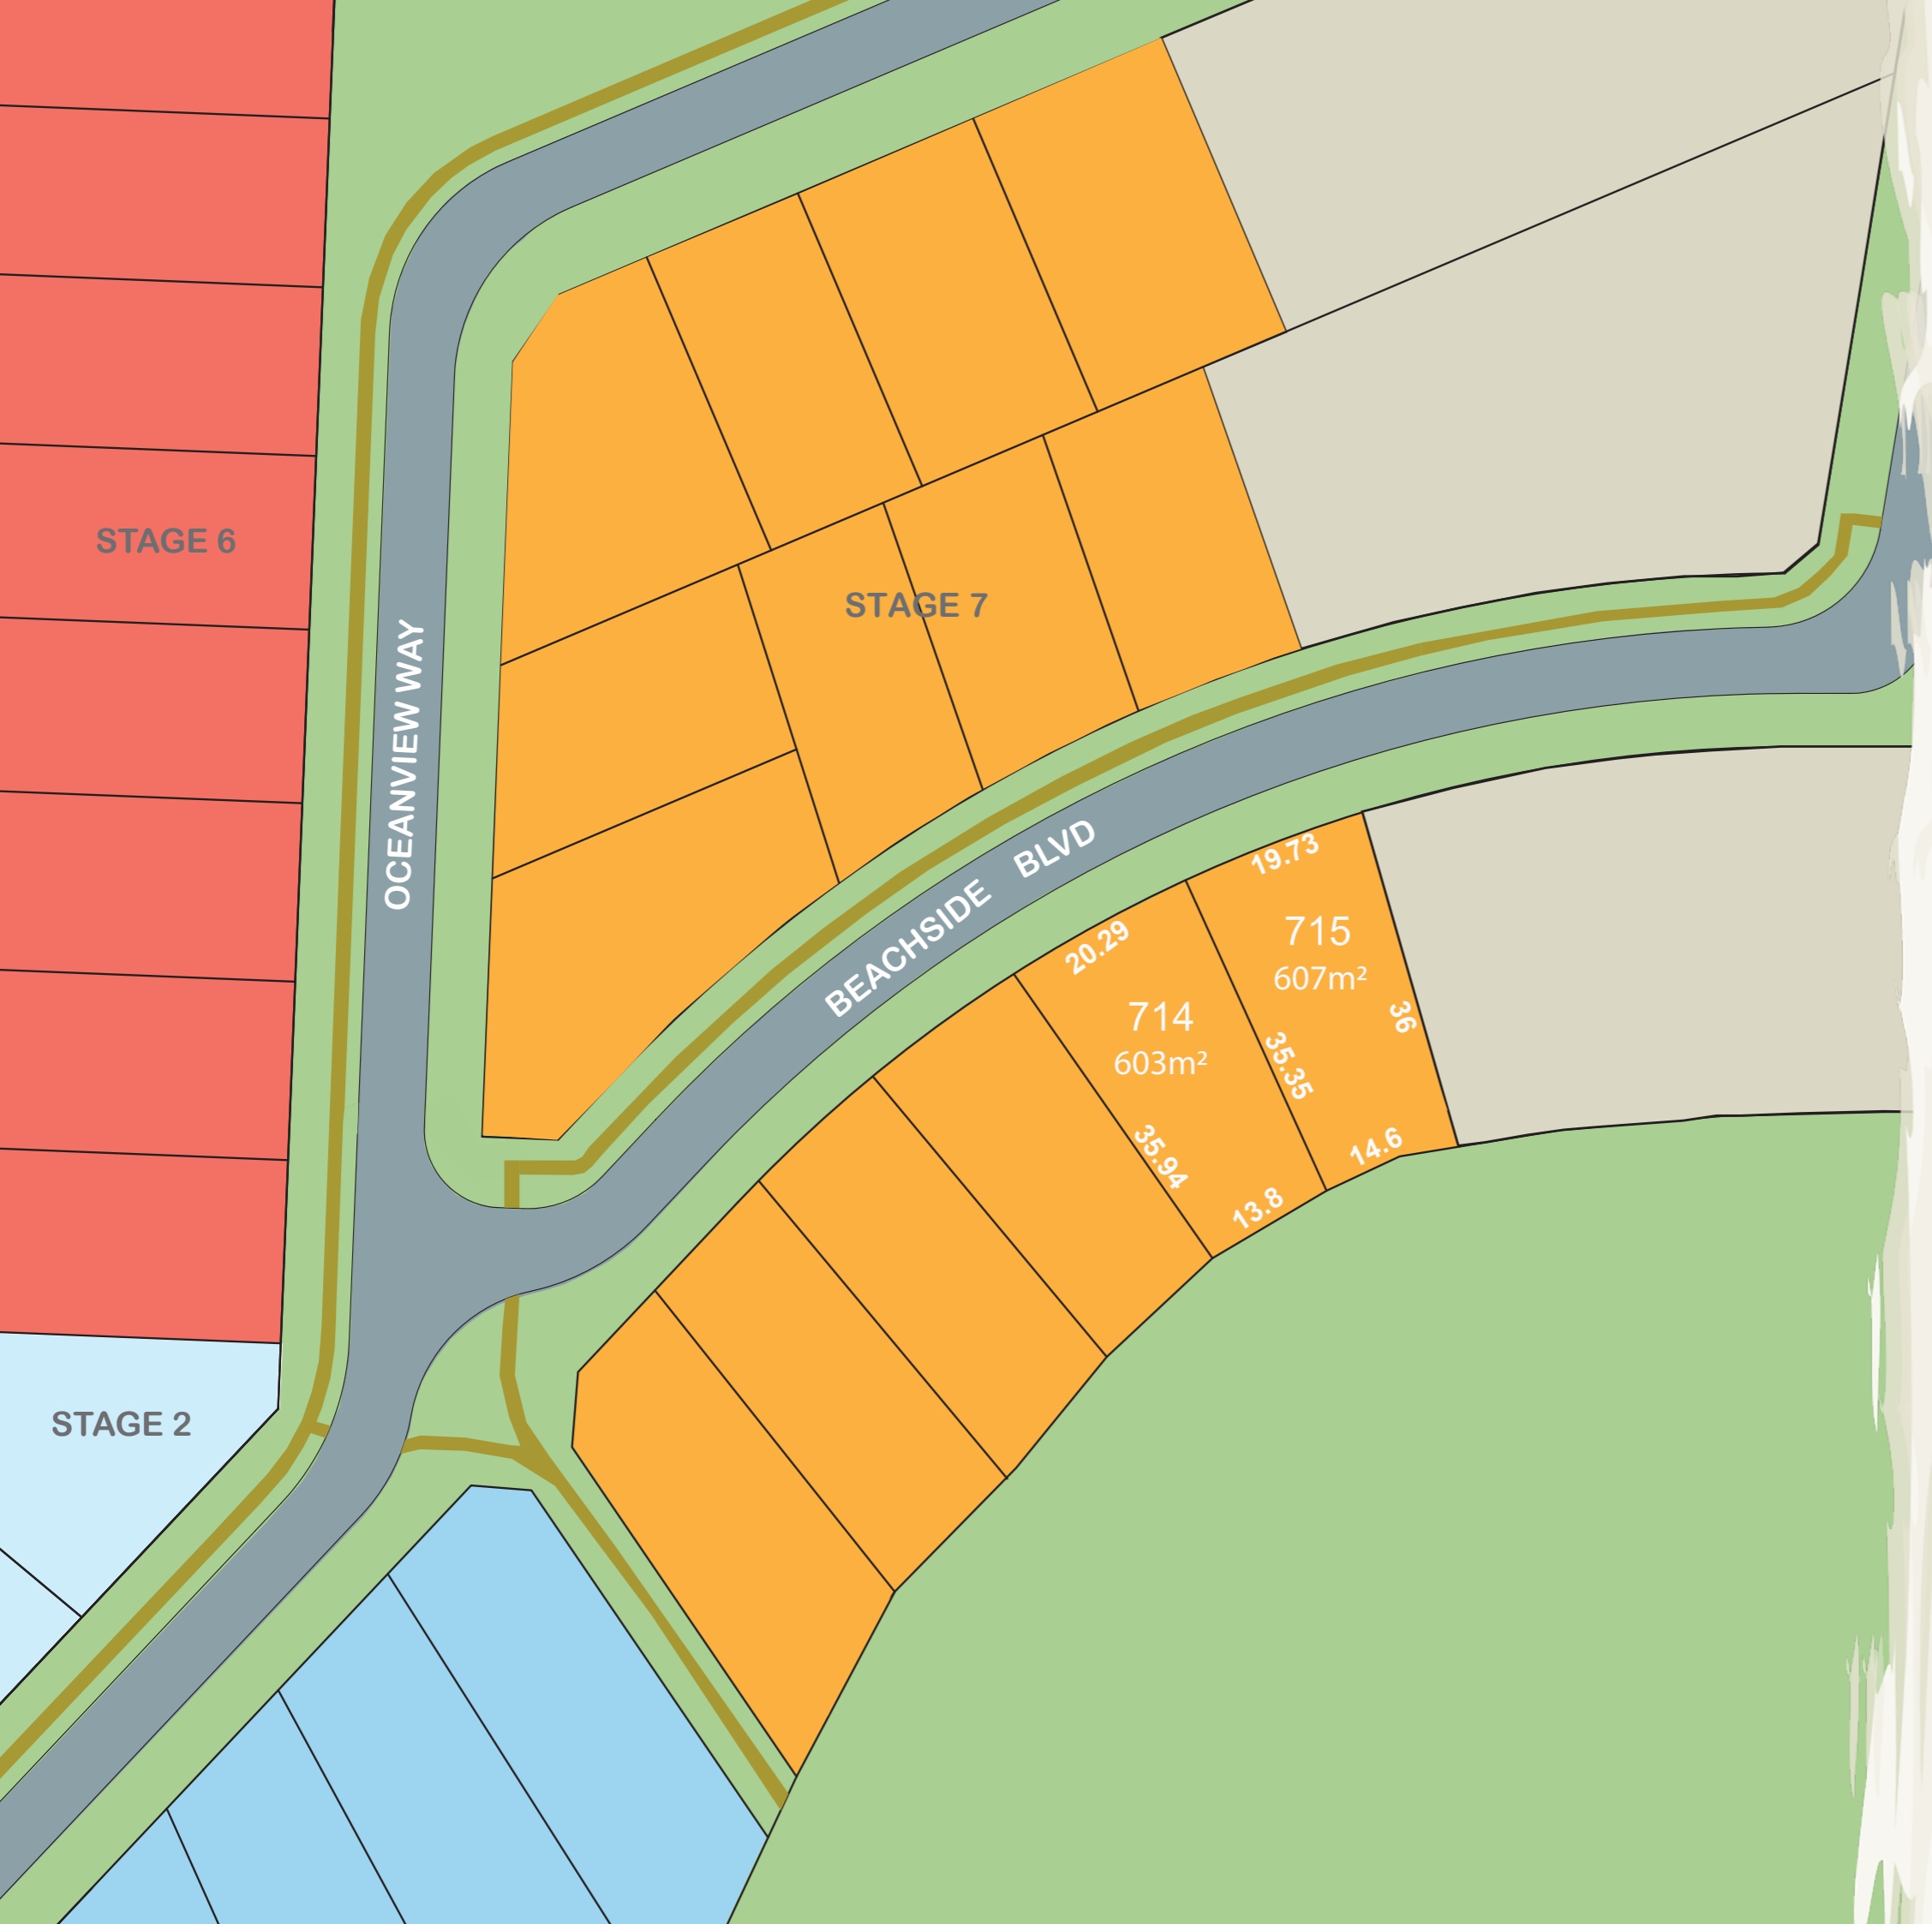 STAGE 6
STAGE 7
OCEANVIEW WAY
BEACHSIDE BLVD
19.73
715
607m²
36
20.29
714
603m²
35.35
35.94
14.6
13.8
STAGE 2